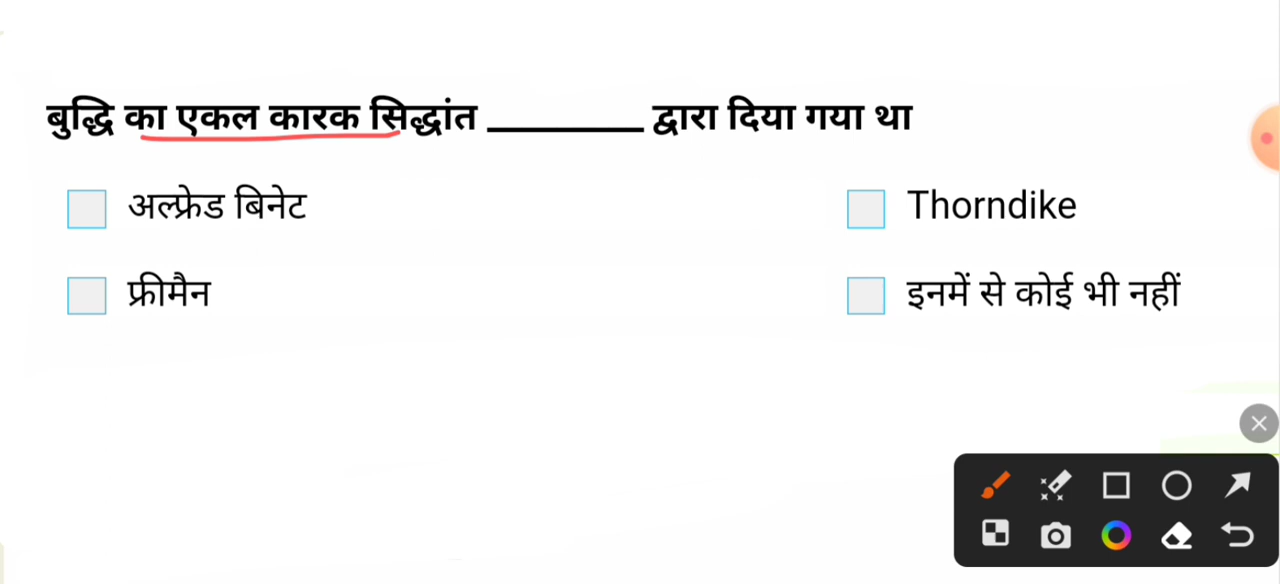 बुद्धि का एकल कारक सिद्धांत ________ द्वारा दिया गया था
अल्फ्रेड बिनेट
Thorndike
फ्रीमैन
इनमें से कोई भी नहीं